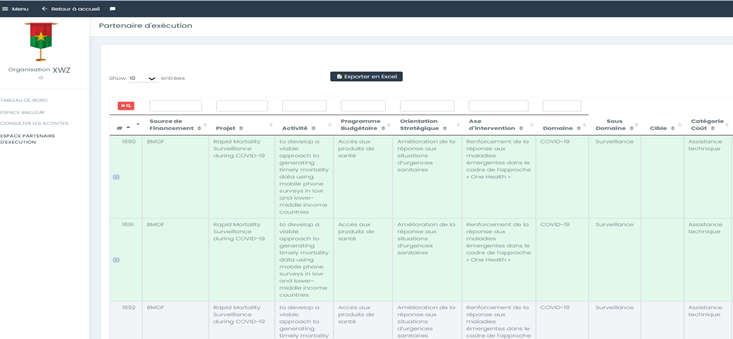 Menu
Retour à accueil
Partenaire d'exécution
Organisation XWZ
TABLEAU DE BORD
ESPACE BAILLEUR
CONSULTER LES ACTIVITES
ESPACE PARTENAIRE
D'EXECUTION
Show 10 entrées
Exporter en Excel
# Source de Financement Projet Activité Programme Budgétaire Orientation Stratégique Axe d'intervention Domaine Sous Domaine Cible Catégorie Coût
1690 BMGF Rapid Mortality Accès aux Amélioration de la Renforcement de la COVID-19 Surveillance Assistance
to develop a
Surveillance viable produits de réponse aux réponse aux technique
during COVID-19 approach to santé situations maladies
generating d'urgences émergentes dans le
timely mortality sanitaires cadre de l'approche
data using « One Health »
mobile phone
surveys in low
and lower-
middle income
countries
1691 BMGF Rapid Mortality to develop a Accès aux Amélioration de la Renforcement de la COVID-19 Surveillance Assistance
Surveillance viable produits de réponse aux réponse aux technique
during COVID-19 approach to santé situations maladies
generating d'urgences émergentes dans le
timely mortality sanitaires cadre de l'approche
data using « One Health »
mobile phone
surveys in low
and lower-
middle income
countries
1692 BMGF Rapid Mortality to develop a Accès aux Amélioration de la Renforcement de la COVID-19 Surveillance Assistance
Surveillance viable produits de réponse aux réponse aux technique
during COVID-19 approach to santé situations maladies
generating d'urgences émergentes dans le
timely mortality sanitaires cadre de l'approche